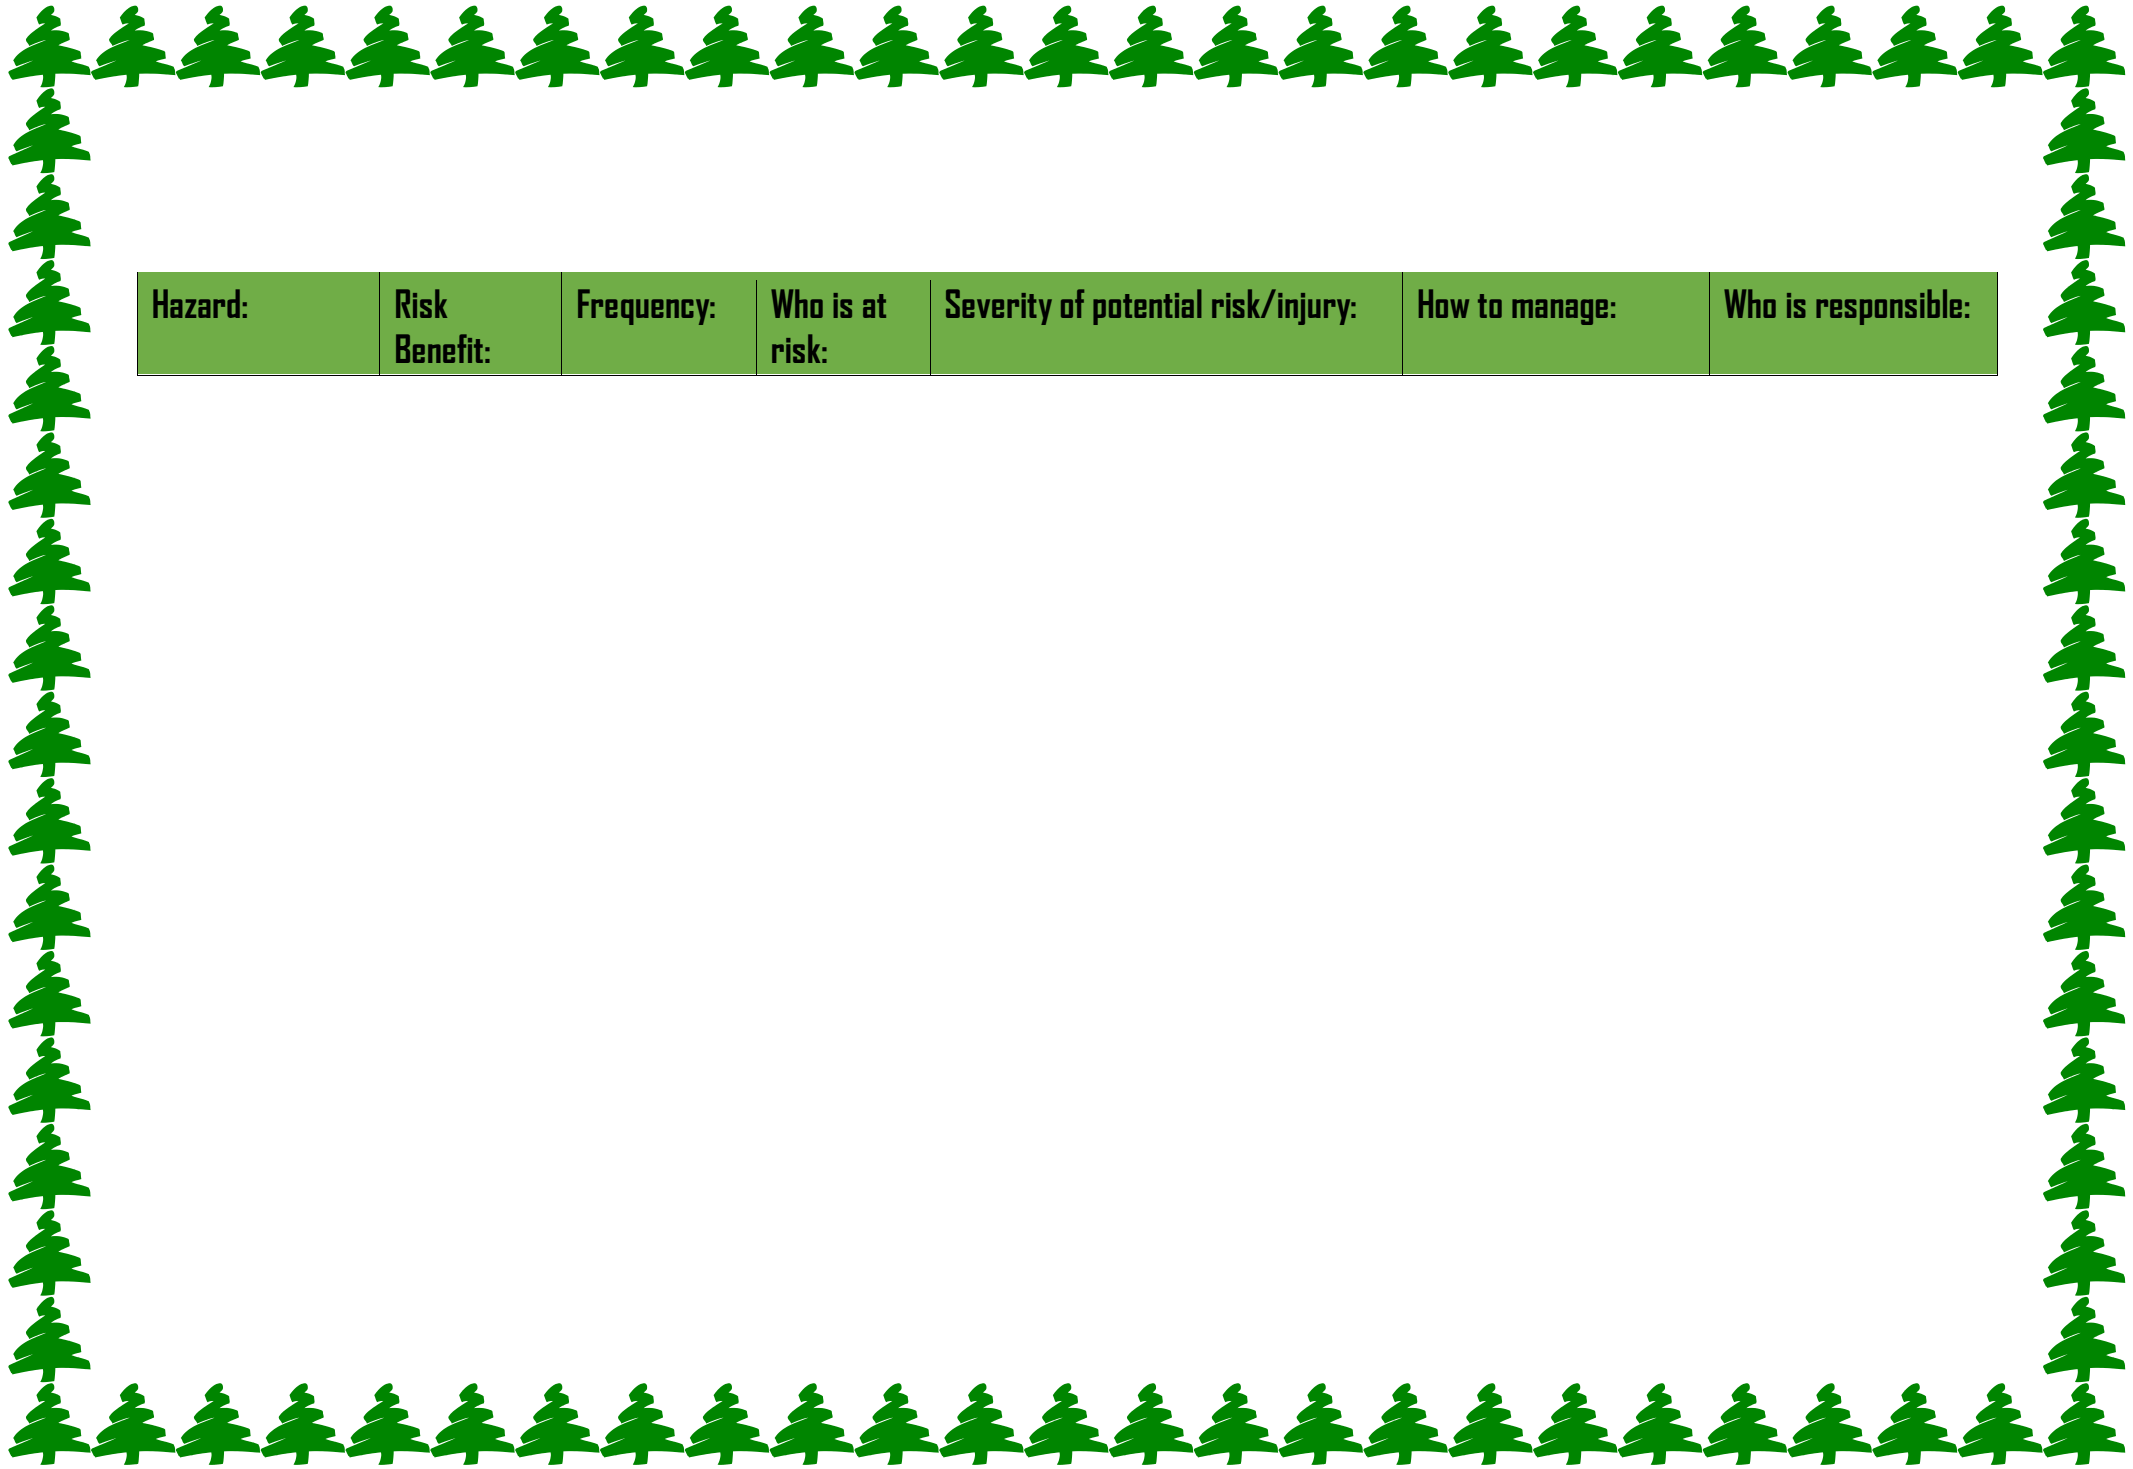 Hazard:
Risk
Benefit:
Frequency:
Who is at
risk:
Severity of potential risk/injury:
How to manage:
Who is responsible: